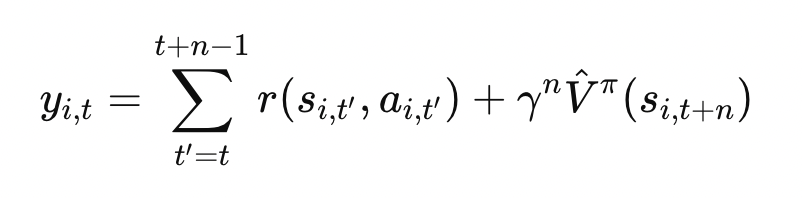 y_{i,t} = \sum_{t'=t}^{t+n-1} r(s_{i,t'}, a_{i,t'}) + \gamma^n \hat{V}^\pi(s_{i,t+n})